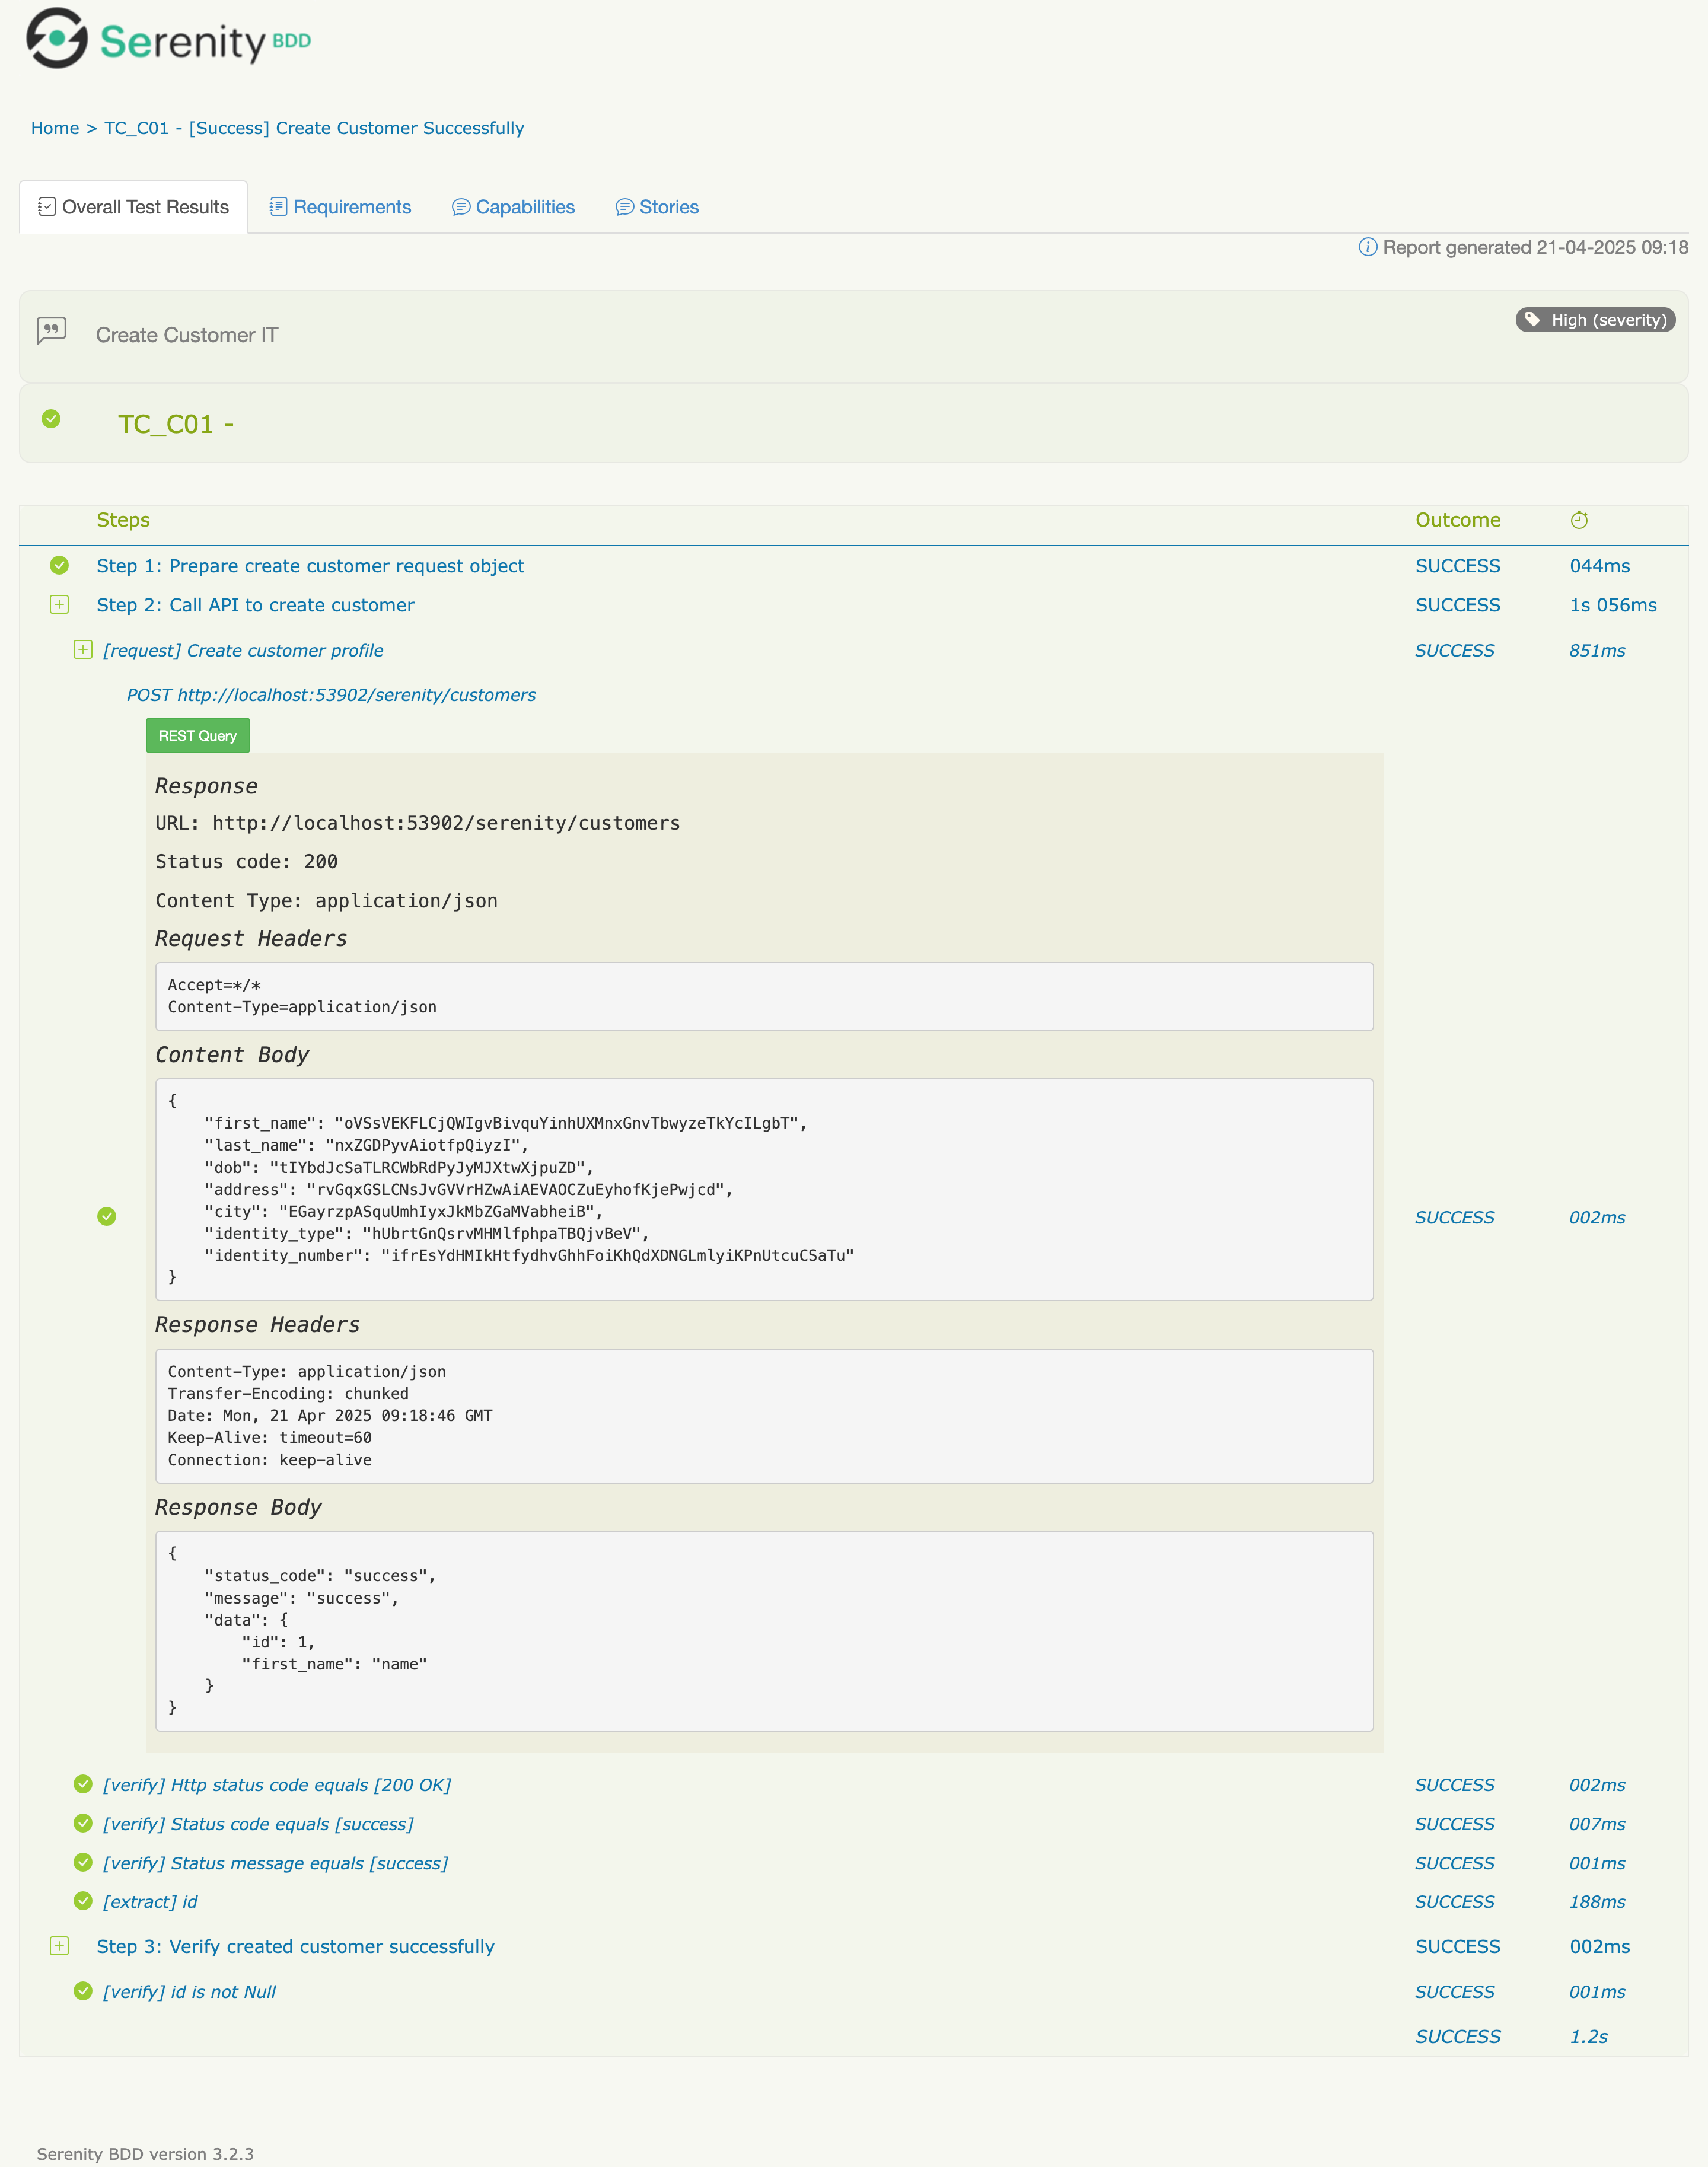 Serenity BDD
Home > TC_C01 - [Success] Create Customer Successfully
Overall Test Results Requirements Capabilities Stories
Report generated 21-04-2025 09:18
Create Customer IT High (severity)
TC_C01 -
Steps Outcome
Step 1: Prepare create customer request object SUCCESS 044ms
Step 2: Call API to create customer SUCCESS 1s 056ms
[request] Create customer profile SUCCESS 851ms
POST http://localhost:53902/serenity/customers
REST Query
Response
URL: http://localhost:53902/serenity/customers
Status code: 200
Content Type: application/json
Request Headers
Accept=*/*
Content-Type=application/json
Content Body
{
"first_name": "oVSsVEKFLCjQWIgvBivquYinhUXMnxGnvTbwyzeTkYcILgbT",
"last_name": "nxZGDPyvAiotfpQiyzI",
"dob": "tIYbdJcSaTLRCWbRdPyJyMJXtwXjpuZD",
"address": "rvGqxGSLCNsJvGVVrHZwAiAEVAOCZuEyhofKjePwjcd",
"city": "EGayrzpASquUmhIyxJkMbZGaMVabheiB",
"identity_type": "hUbrtGnQsrvMHMlfphpaTBQjvBeV",
"identity_number": "ifrEsYdHMIkHtfydhvGhhFoiKhQdXDNGLmlyiKPnUtcuCSaTu"
}
SUCCESS 002ms
Response Headers
Content-Type: application/json
Transfer-Encoding: chunked
Date: Mon, 21 Apr 2025 09:18:46 GMT
Keep-Alive: timeout=60
Connection: keep-alive
Response Body
{
"status_code": "success",
"message": "success",
"data": {
"id": 1,
"first_name": "name"
}
}
[verify] Http status code equals [200 OK] SUCCESS 002ms
[verify] Status code equals [success] SUCCESS 007ms
[verify] Status message equals [success] SUCCESS 001ms
[extract] id SUCCESS 188ms
Step 3: Verify created customer successfully SUCCESS 002ms
[verify] id is not Null SUCCESS 001ms
SUCCESS 1.2s
Serenity BDD version 3.2.3